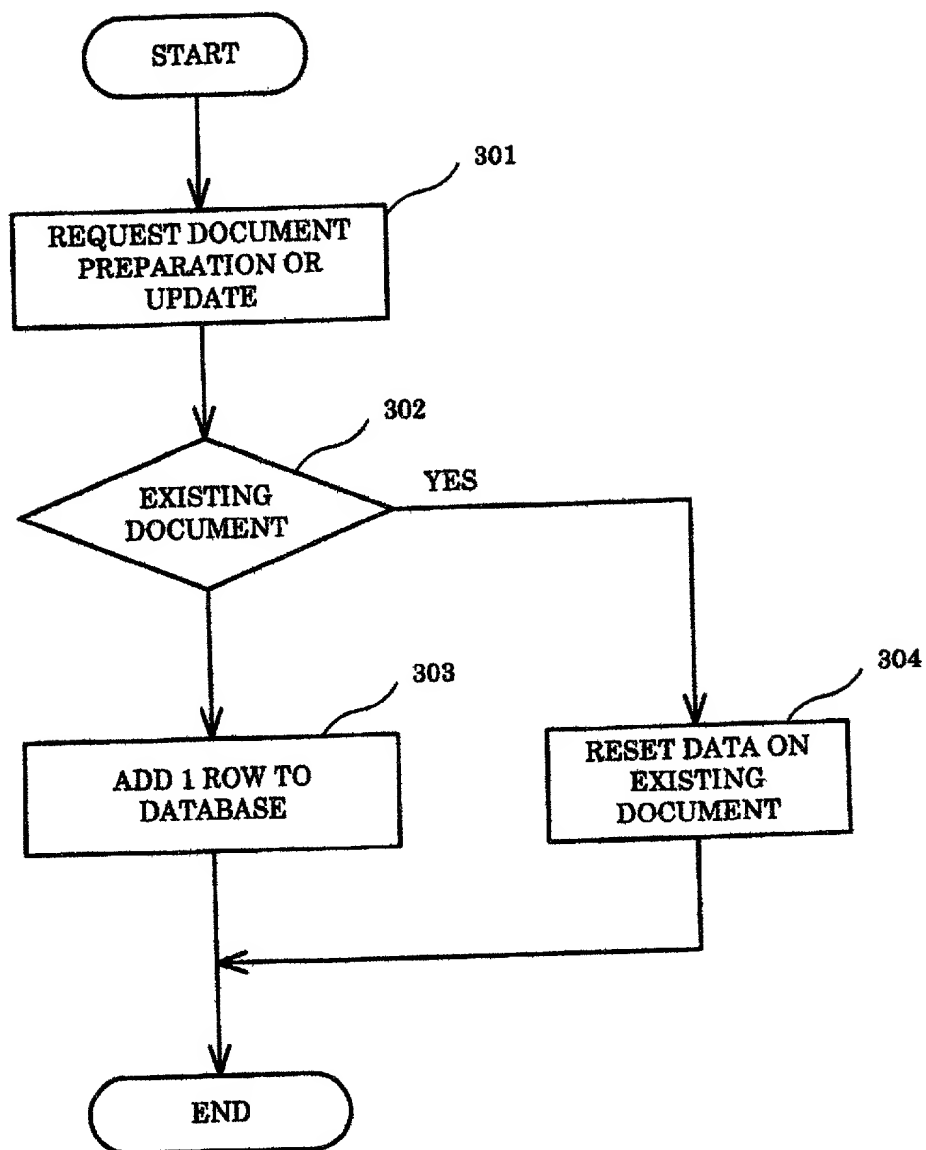 START
301
REQUEST DOCUMENT
PREPARATION OR
UPDATE
302
EXISTING
DOCUMENT
YES
303
304
ADD 1 ROW TO
DATABASE
RESET DATA ON
EXISTING
DOCUMENT
END